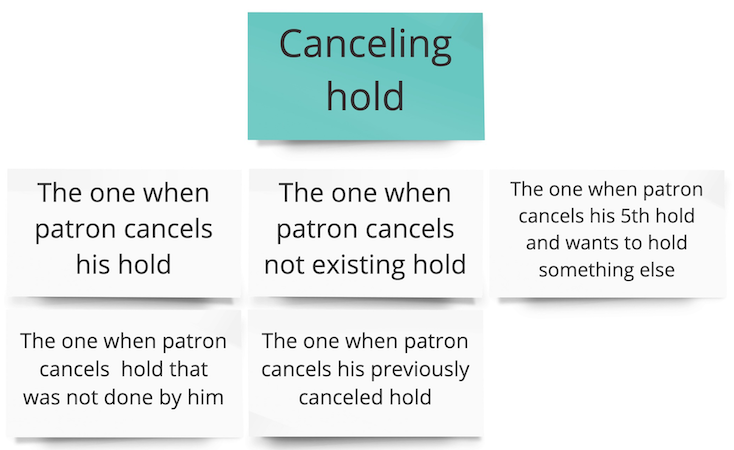 Canceling
hold
The one when
patron cancels
his hold
The one when
patron cancels
not existing hold
The one when patron
cancels his 5th hold
and wants to hold
something else
The one when patron
cancels hold that
was not done by him
The one when patron
cancels his previously
canceled hold